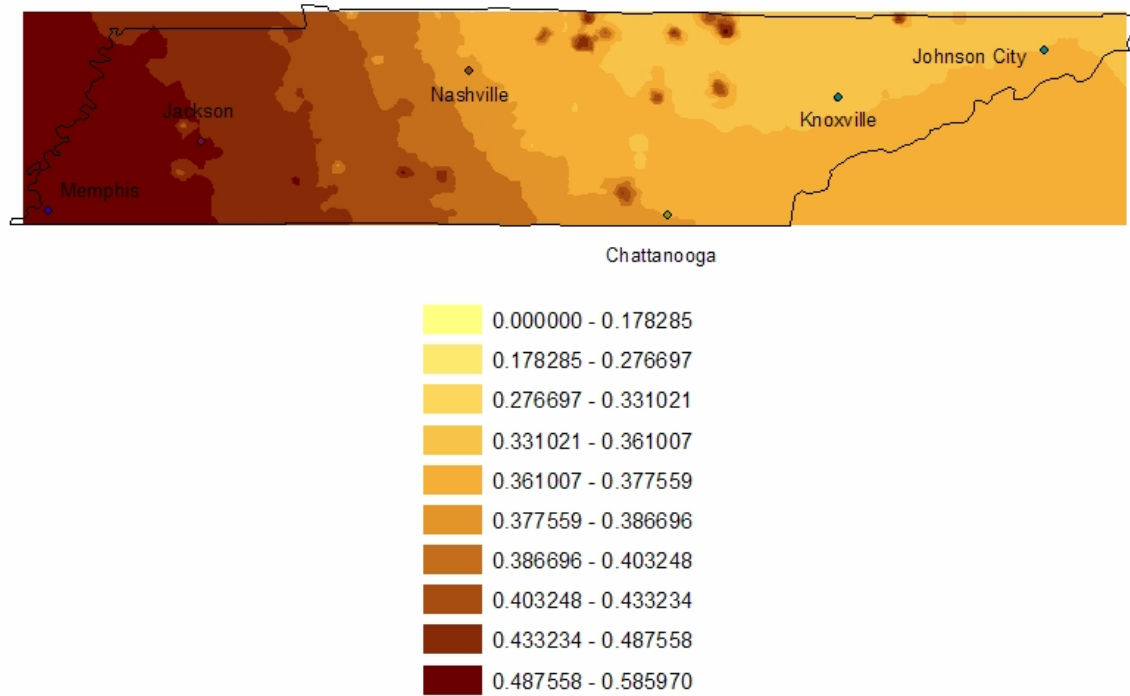 Johnson City
Nashville
Jackson
Knoxville
Memphis
Chattanooga
0.000000 - 0.178285
0.178285 - 0.276697
0.276697 - 0.331021
0.331021 - 0.361007
0.361007 - 0.377559
0.377559 - 0.386696
0.386696 - 0.403248
0.403248 - 0.433234
0.433234 - 0.487558
0.487558 - 0.585970